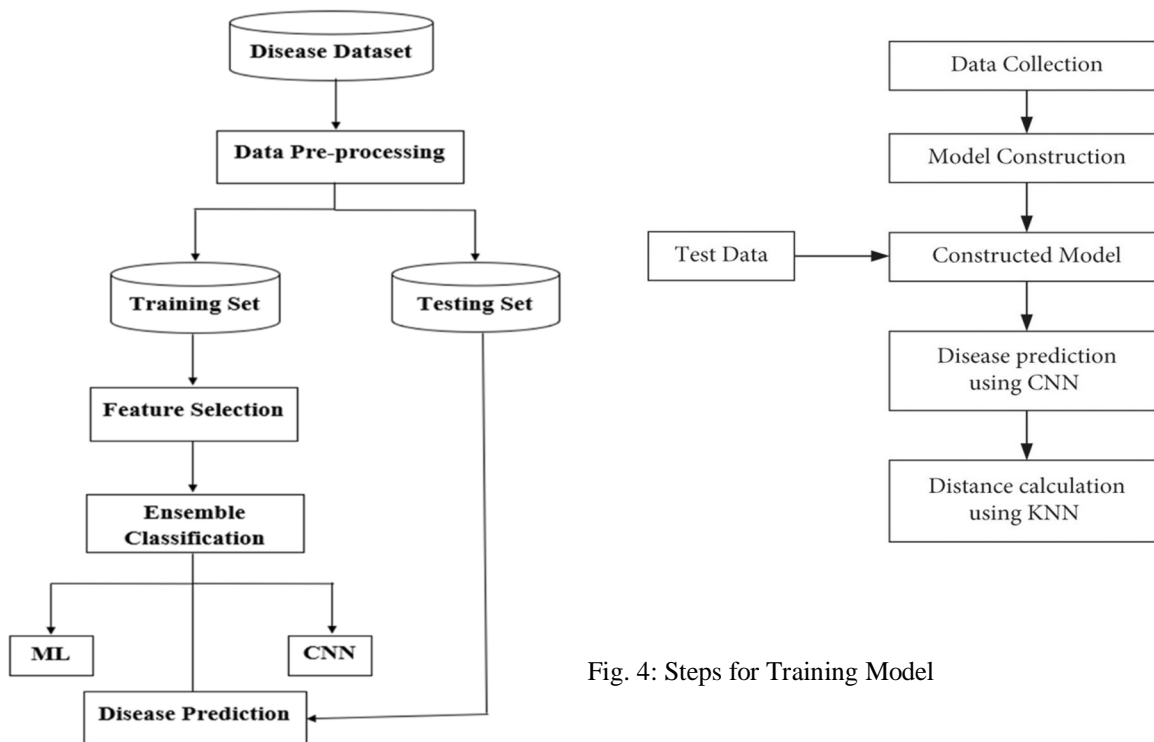 Disease Dataset
Data Pre-processing
Training Set
Testing Set
Feature Selection
Ensemble
Classification
ML
CNN
Disease Prediction
Data Collection
Model Construction
Test Data
Constructed Model
Disease prediction
using CNN
Distance calculation
using KNN
Fig. 4: Steps for Training Model